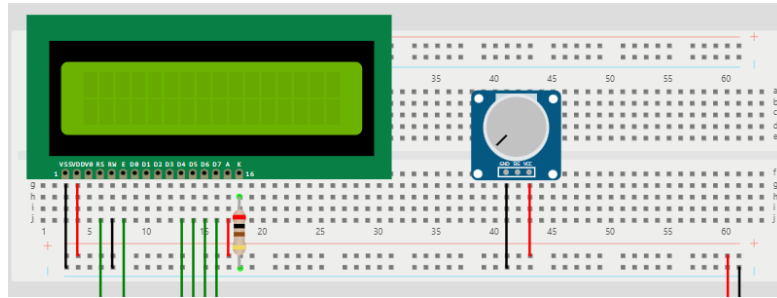 + +
35 40 45 50 55 60
a
b
c
d
e
VSS VDD V0 RS RW E D0 D1 D2 D3 D4 D5 D6 D7 A K
GND SIG VCC
1 16
f
g g
h h
i i
j j
1 5 10 15 20 25 30 35 40 45 50 55 60
+ +